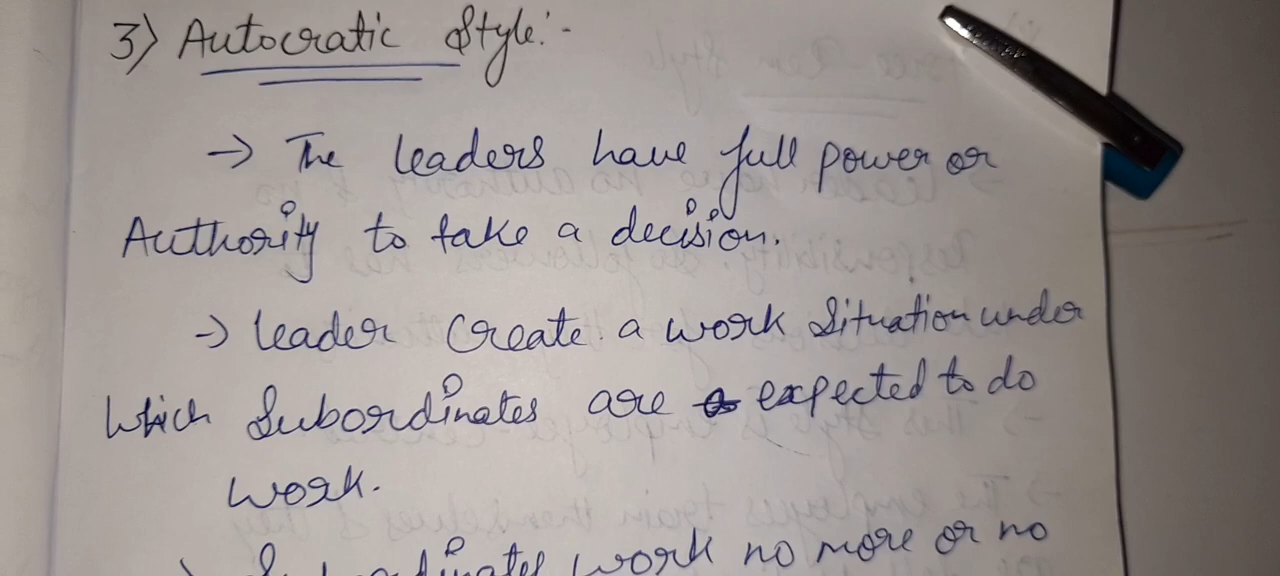 3) Autocratic Style:-
→ The leaders have full power or
Authority to take a decision.
→ leader create a work situation under
which subordinates are expected to do
work.
→ Subordinates work no more or no